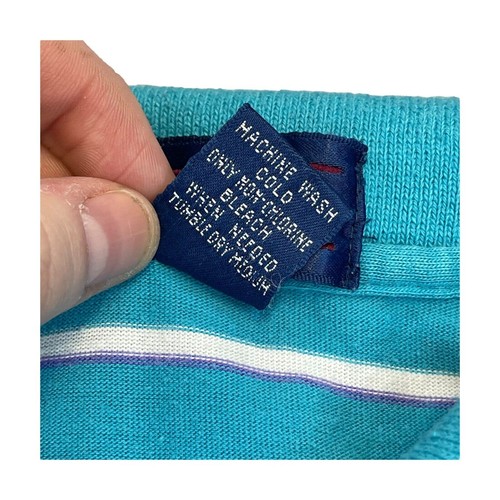 MACHINE WASH
COLD
ONLY NON CHLORINE
BLEACH
WHEN NEEDED
TUMBLE DRY MEDIUM